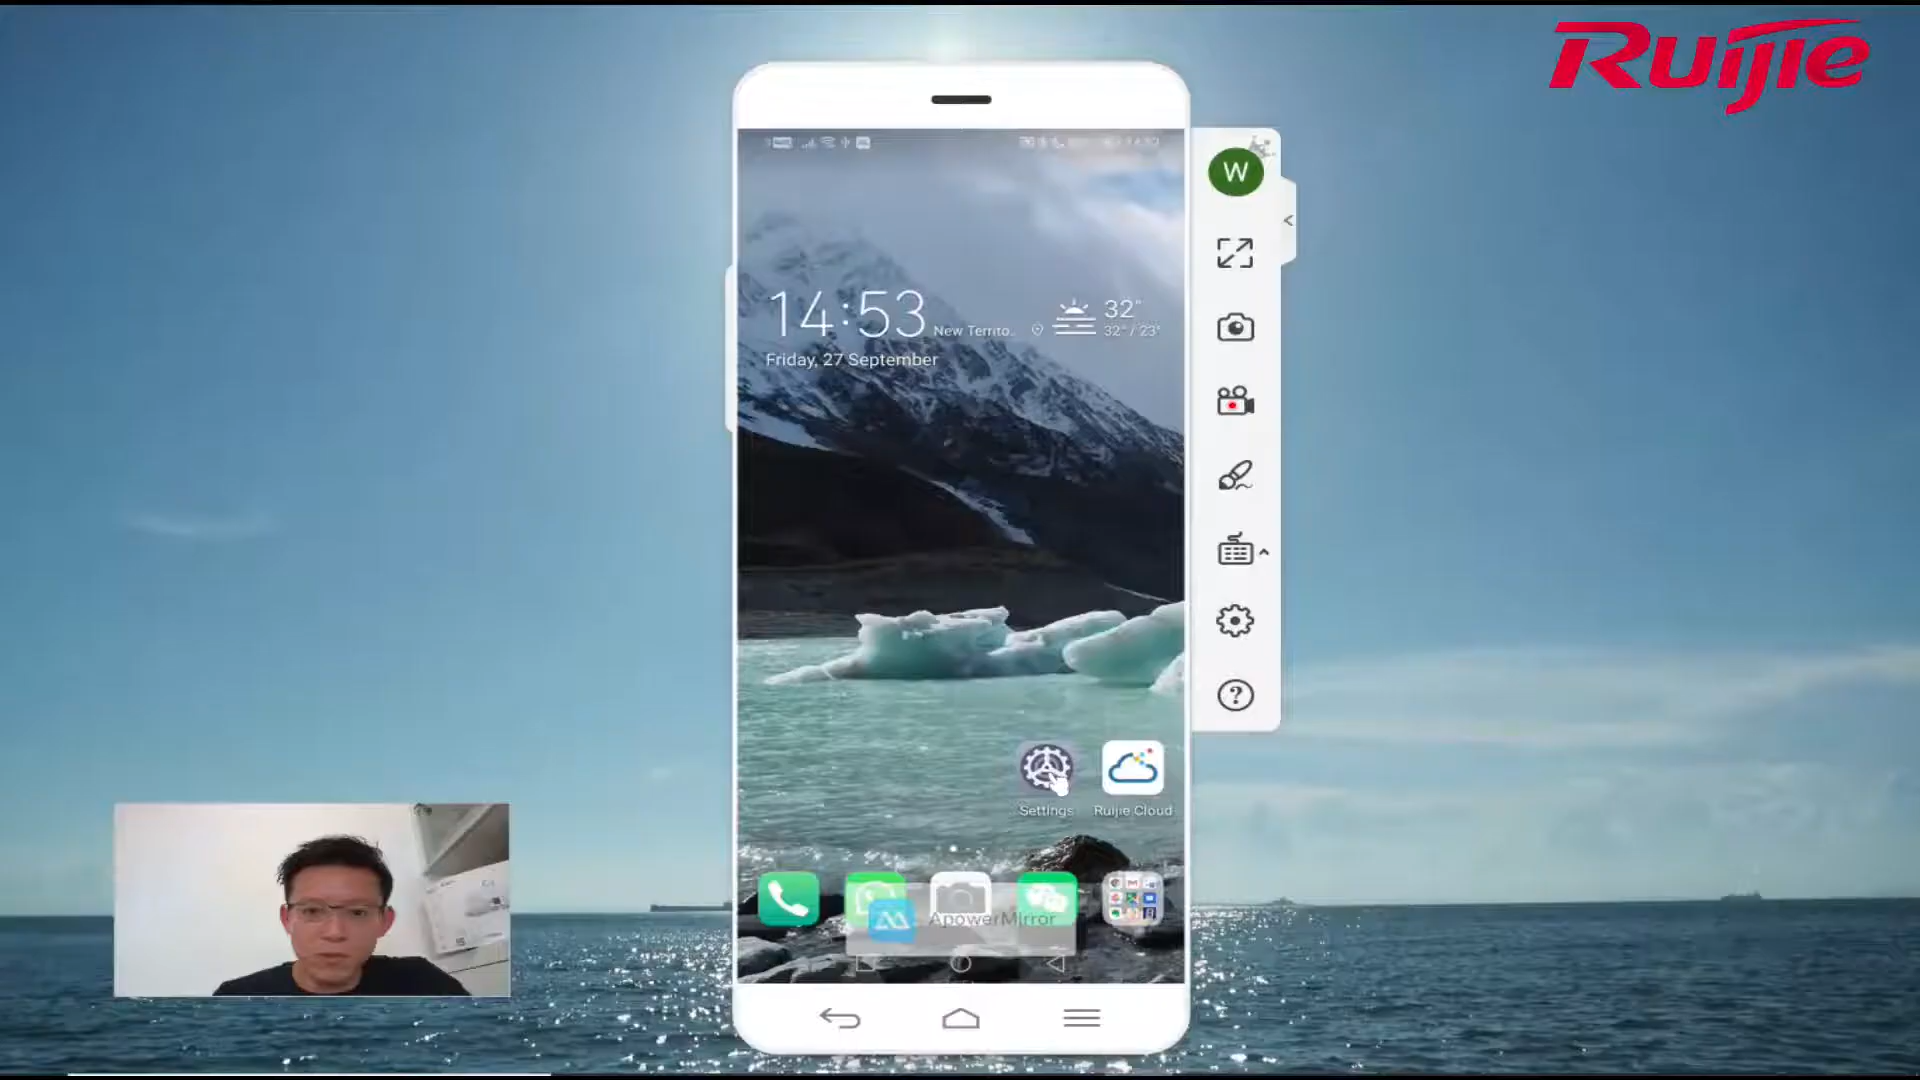 Ruijie
W
14:53
New Territo..
32°
32° / 23°
Friday, 27 September
Settings
Ruijie Cloud
ApowerMirror